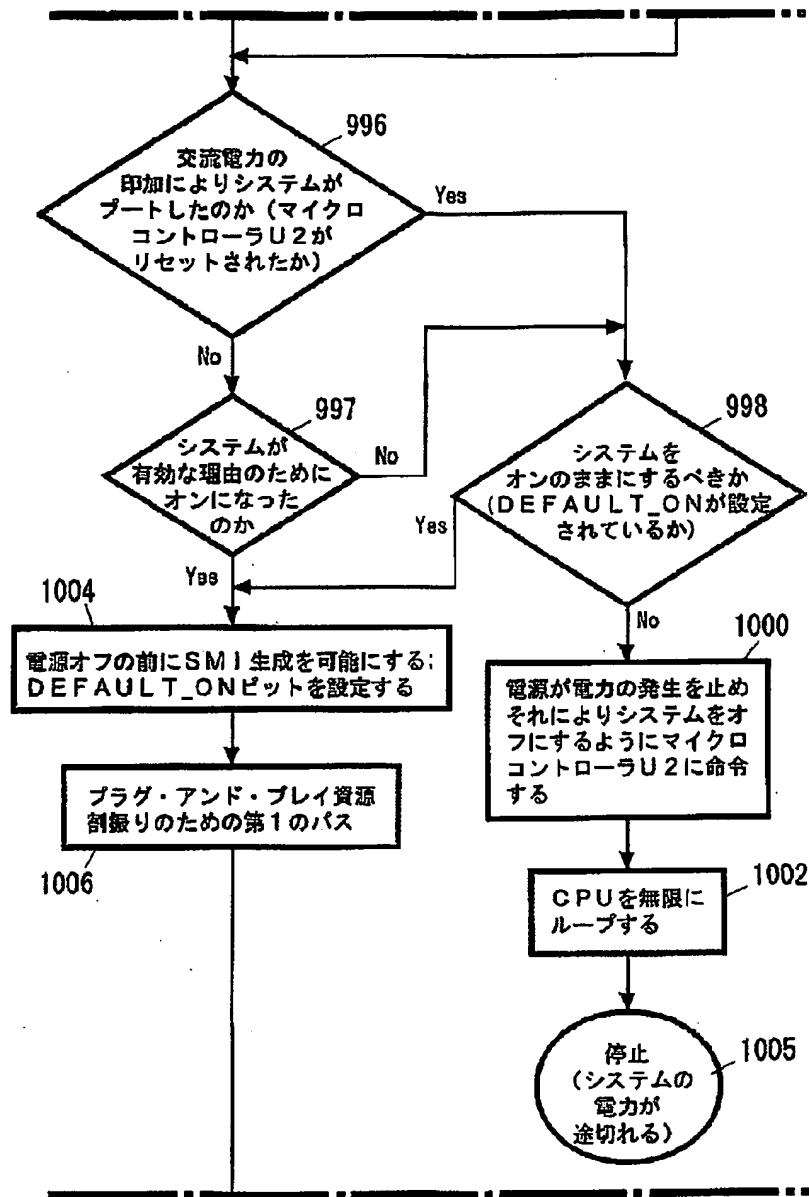 996
交流電力の
印加によりシステムが
ブートしたのか（マイクロ
コントローラＵ２が
リセットされたか）
Yes
No
997
システムが
有効な理由のために
オンになった
のか
No
Yes
998
システムを
オンのままにするべきか
（ＤＥＦＡＵＬＴ＿ＯＮが設定
されているか）
Yes
No
1004
電源オフの前にＳＭＩ生成を可能にする；
ＤＥＦＡＵＬＴ＿ＯＮビットを設定する
1000
電源が電力の発生を止め
それによりシステムをオ
フにするようにマイクロ
コントローラＵ２に命令
する
プラグ・アンド・プレイ資源
割振りのための第１のパス
1006
1002
ＣＰＵを無限に
ループする
1005
停止
（システムの
電力が
途切れる）